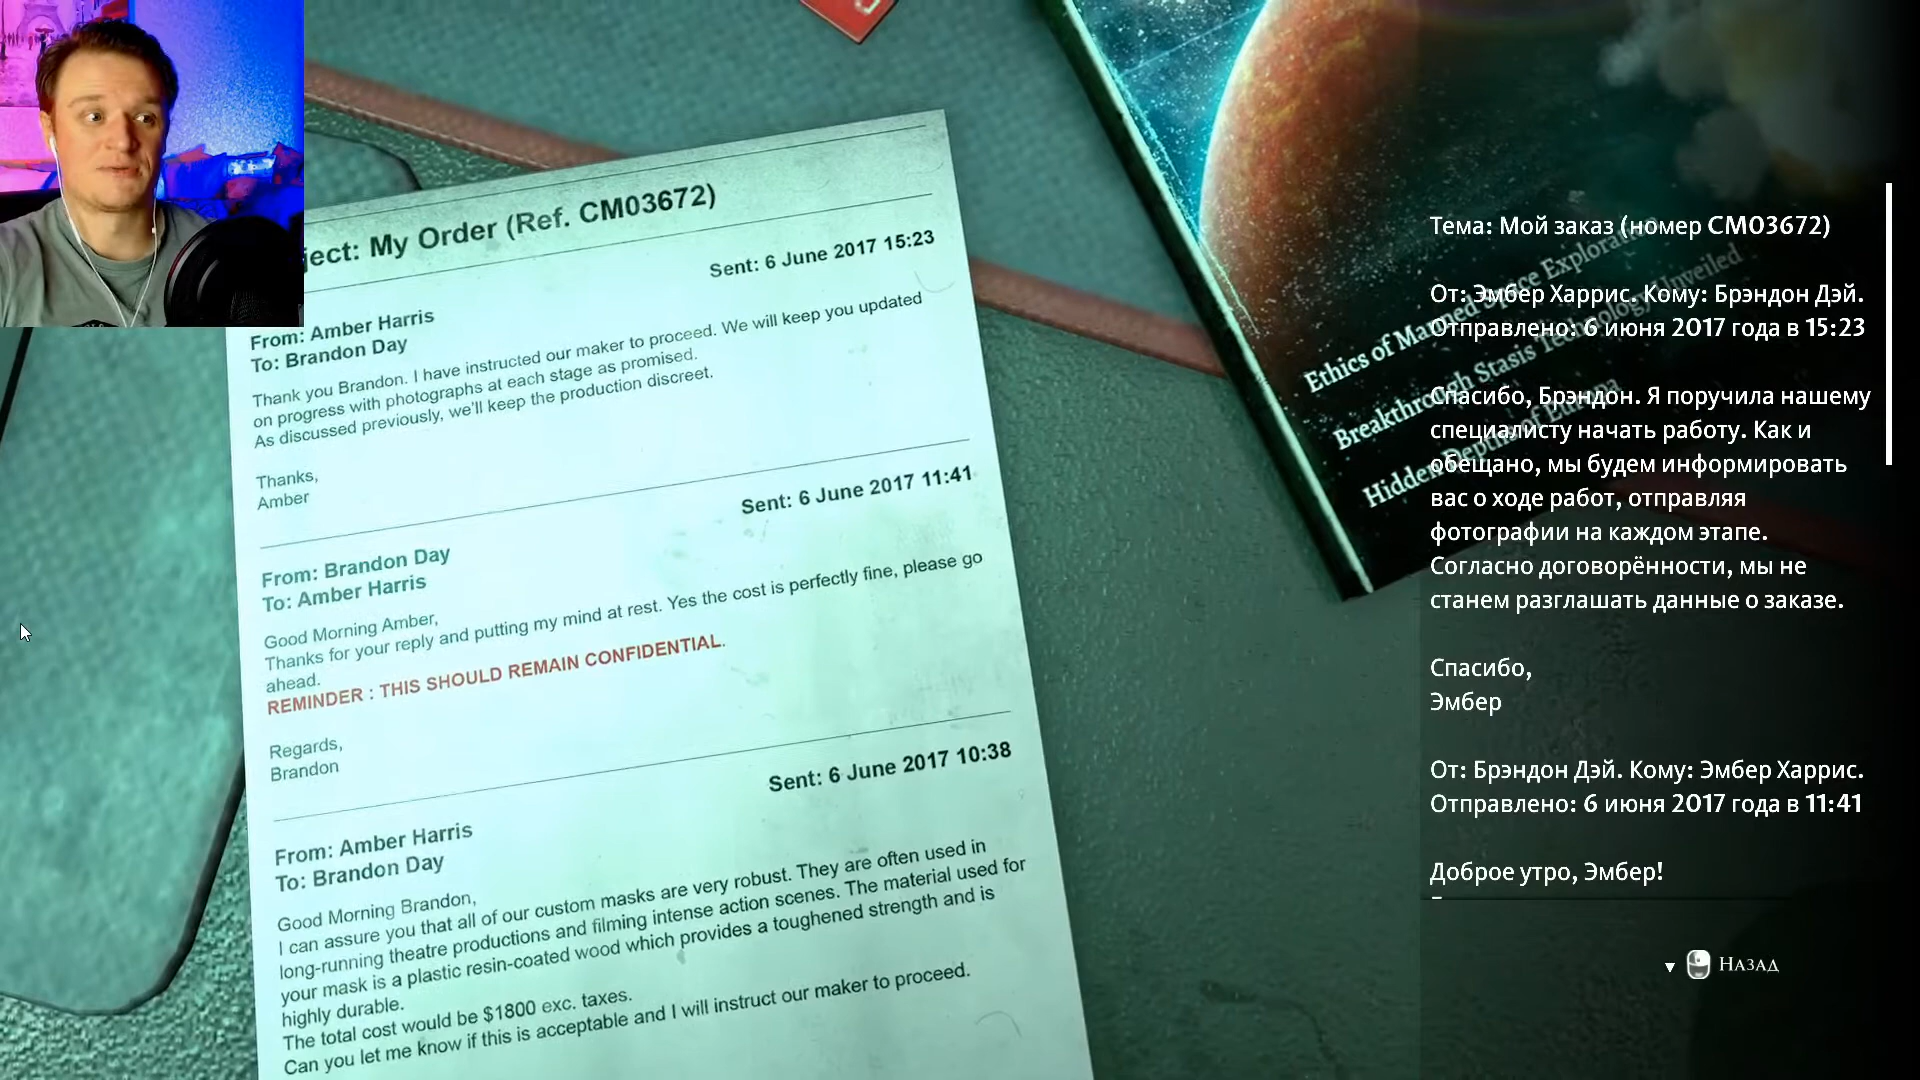 ject: My Order (Ref. CM03672)
Sent: 6 June 2017 15:23
From: Amber Harris
To: Brandon Day
Thank you Brandon. I have instructed our maker to proceed. We will keep you updated
on progress with photographs at each stage as promised.
As discussed previously, we'll keep the production discreet.
Thanks,
Amber
Sent: 6 June 2017 11:41
From: Brandon Day
To: Amber Harris
Good Morning Amber,
Thanks for your reply and putting my mind at rest. Yes the cost is perfectly fine, please go
ahead.
REMINDER : THIS SHOULD REMAIN CONFIDENTIAL.
Regards,
Brandon
Sent: 6 June 2017 10:38
From: Amber Harris
To: Brandon Day
Good Morning Brandon,
I can assure you that all of our custom masks are very robust. They are often used in
long-running theatre productions and filming intense action scenes. The material used for
your mask is a plastic resin-coated wood which provides a toughened strength and is
highly durable.
The total cost would be $1800 exc. taxes.
Can you let me know if this is acceptable and I will instruct our maker to proceed.
Ethics of Manned Space Exploration
Breakthrough Stasis Technology Unveiled
Hidden Depths of Europa
Тема: Мой заказ (номер CM03672)
От: Эмбер Харрис. Кому: Брэндон Дэй.
Отправлено: 6 июня 2017 года в 15:23
Спасибо, Брэндон. Я поручила нашему
специалисту начать работу. Как и
обещано, мы будем информировать
вас о ходе работ, отправляя
фотографии на каждом этапе.
Согласно договорённости, мы не
станем разглашать данные о заказе.
Спасибо,
Эмбер
От: Брэндон Дэй. Кому: Эмбер Харрис.
Отправлено: 6 июня 2017 года в 11:41
Доброе утро, Эмбер!
Назад